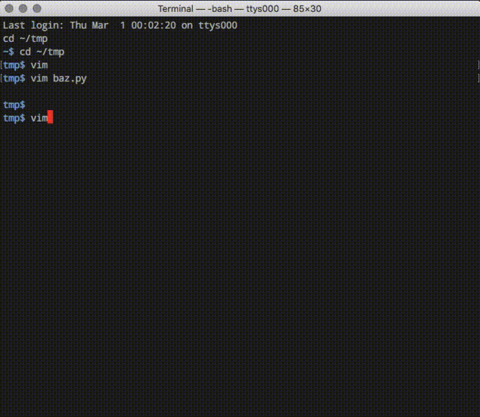 Terminal — -bash — ttys000 — 85×30
Last login: Thu Mar  1 00:02:20 on ttys000
cd ~/tmp
~$ cd ~/tmp
[tmp$ vim ]
[tmp$ vim baz.py ]

tmp$
tmp$ vim